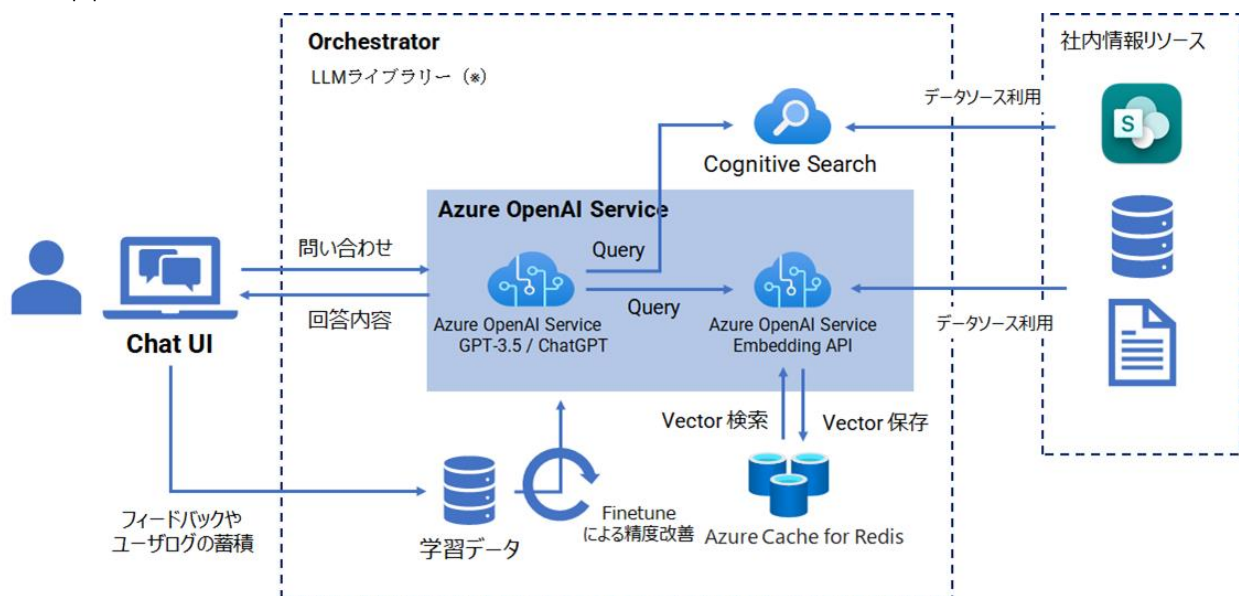 Orchestrator
LLMライブラリー（※）
社内情報リソース
データソース利用
S
Cognitive Search
Azure OpenAI Service
問い合わせ
Query
Query
回答内容
Azure OpenAI Service
GPT-3.5 / ChatGPT
Azure OpenAI Service
Embedding API
データソース利用
Chat UI
Vector 検索
Vector 保存
フィードバックや
ユーザログの蓄積
学習データ
Finetune
による精度改善
Azure Cache for Redis